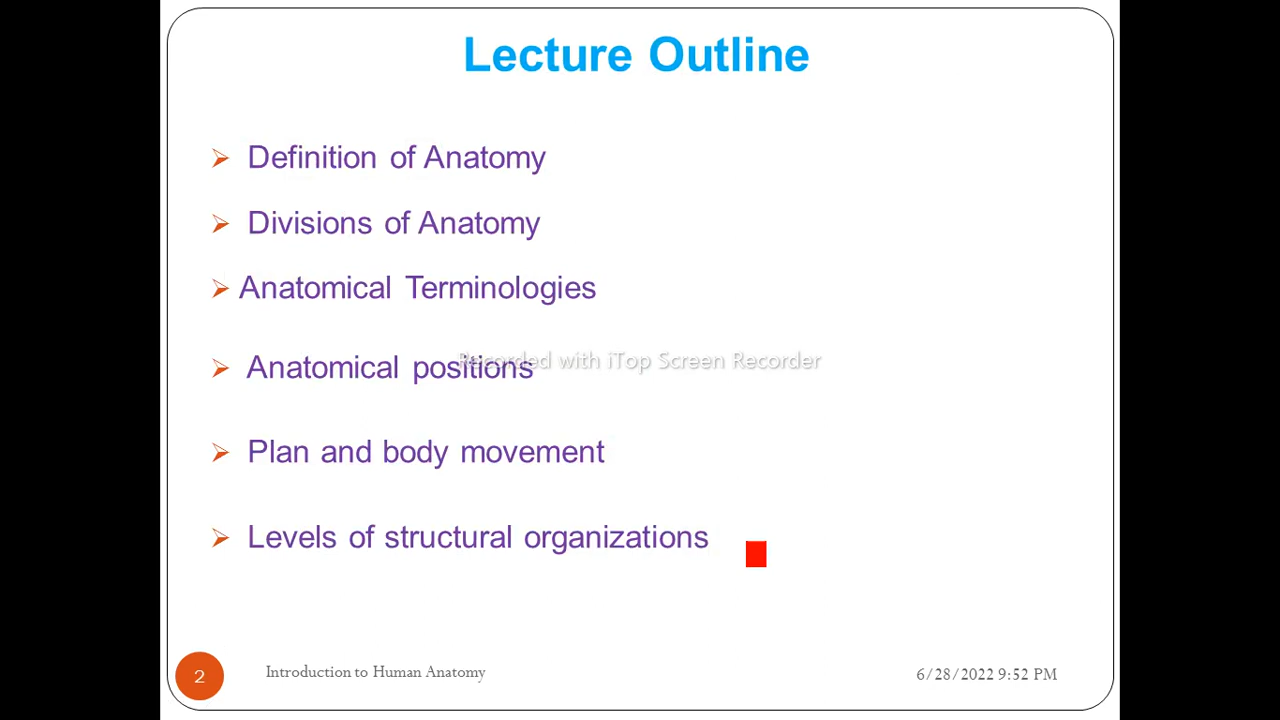 Lecture Outline
Definition of Anatomy
Divisions of Anatomy
Anatomical Terminologies
Anatomical positions
Recorded with iTop Screen Recorder
Plan and body movement
Levels of structural organizations
2
Introduction to Human Anatomy
6/28/2022 9:52 PM